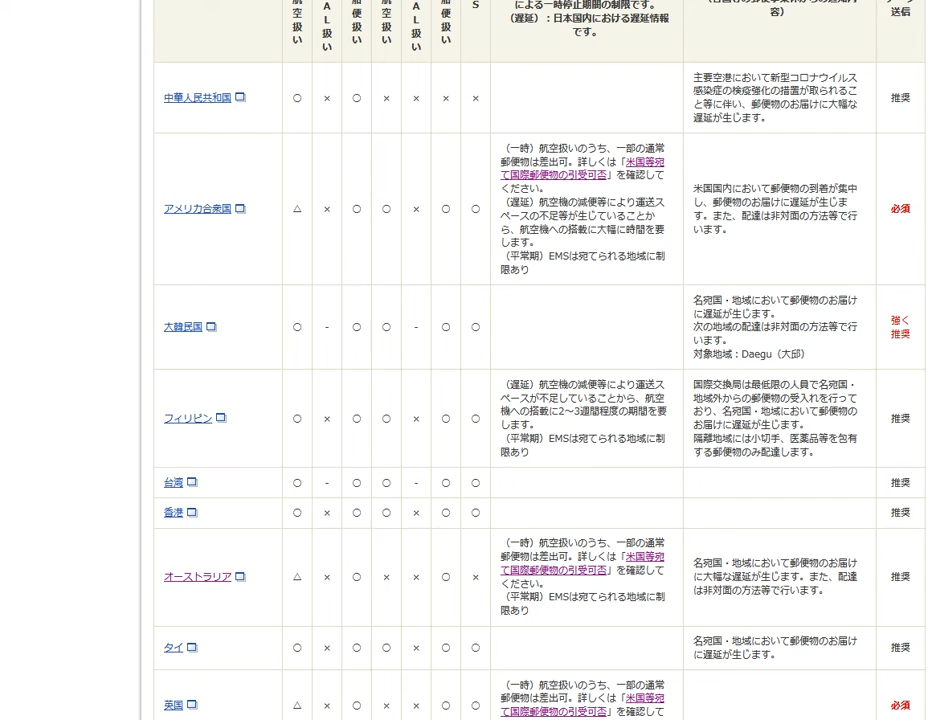 航
空
扱
い
A
L
扱
い
船
便
扱
い
航
空
扱
い
A
L
扱
い
船
便
扱
い
S
による一時停止期間の制限です。
（遅延）：日本国内における遅延情報
です。
容）
データ
送信
中華人民共和国 ○ × ○ × × × ×
主要空港において新型コロナウイルス
感染症の検疫強化の措置が取られるこ
と等に伴い、郵便物のお届けに大幅な
遅延が生じます。
推奨
アメリカ合衆国 △ × ○ ○ × ○ ○
（一時）航空扱いのうち、一部の通常
郵便物は差出可。詳しくは「米国等宛
て国際郵便物の引受可否」を確認して
ください。
（遅延）航空機の減便等により運送ス
ペースの不足等が生じていることか
ら、航空機への搭載に大幅に時間を要
します。
（平常期）EMSは宛てられる地域に制
限あり
米国国内において郵便物の到着が集中
し、郵便物のお届けに遅延が生じま
す。また、配達は非対面の方法等で行
います。
必須
大韓民国 ○ - ○ ○ - ○ ○
名宛国・地域において郵便物のお届け
に遅延が生じます。
次の地域の配達は非対面の方法等で行
います。
対象地域：Daegu（大邱）
強く
推奨
フィリピン ○ × ○ ○ × ○ ○
（遅延）航空機の減便等により運送ス
ペースが不足していることから、航空
機への搭載に2～3週間程度の期間を要
します。
（平常期）EMSは宛てられる地域に制
限あり
国際交換局は最低限の人員で名宛国・
地域外からの郵便物の受入れを行って
おり、名宛国・地域において郵便物の
お届けに遅延が生じます。
隔離地域には小切手、医薬品等を包有
する郵便物のみ配達します。
推奨
台湾 ○ - ○ ○ - ○ ○ 推奨
香港 ○ × ○ ○ × ○ ○ 推奨
オーストラリア △ × ○ × × ○ ×
（一時）航空扱いのうち、一部の通常
郵便物は差出可。詳しくは「米国等宛
て国際郵便物の引受可否」を確認して
ください。
（平常期）EMSは宛てられる地域に制
限あり
名宛国・地域において郵便物のお届け
に大幅な遅延が生じます。また、配達
は非対面の方法等で行います。
推奨
タイ ○ × ○ ○ × ○ ○
名宛国・地域において郵便物のお届け
に遅延が生じます。
推奨
英国 △ × ○ × × ○ ○
（一時）航空扱いのうち、一部の通常
郵便物は差出可。詳しくは「米国等宛
て国際郵便物の引受可否」を確認して
必須